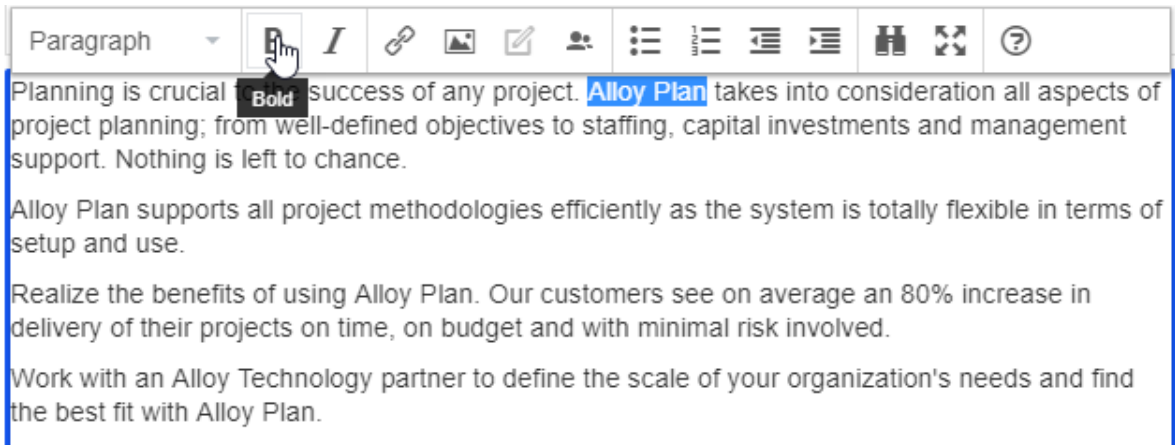 Paragraph B I
Bold
Planning is crucial to the success of any project. Alloy Plan takes into consideration all aspects of
project planning; from well-defined objectives to staffing, capital investments and management
support. Nothing is left to chance.
Alloy Plan supports all project methodologies efficiently as the system is totally flexible in terms of
setup and use.
Realize the benefits of using Alloy Plan. Our customers see on average an 80% increase in
delivery of their projects on time, on budget and with minimal risk involved.
Work with an Alloy Technology partner to define the scale of your organization's needs and find
the best fit with Alloy Plan.